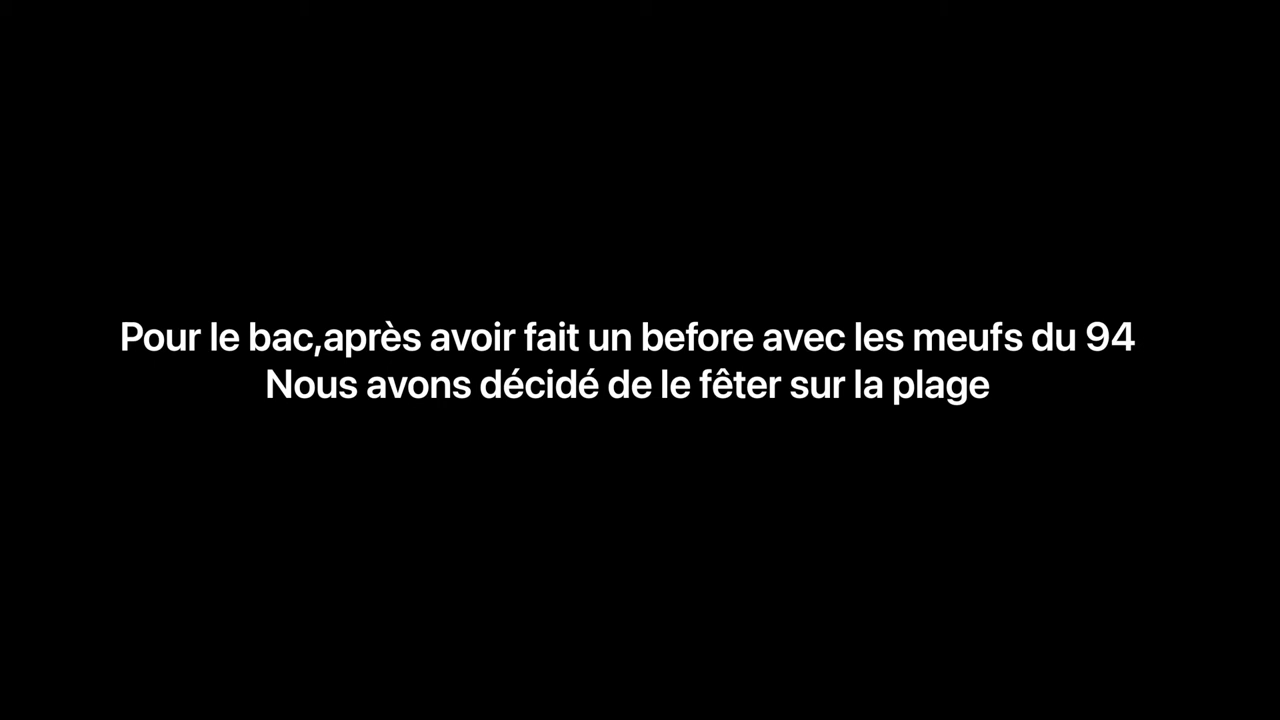 Pour le bac,après avoir fait un before avec les meufs du 94
Nous avons décidé de le fêter sur la plage